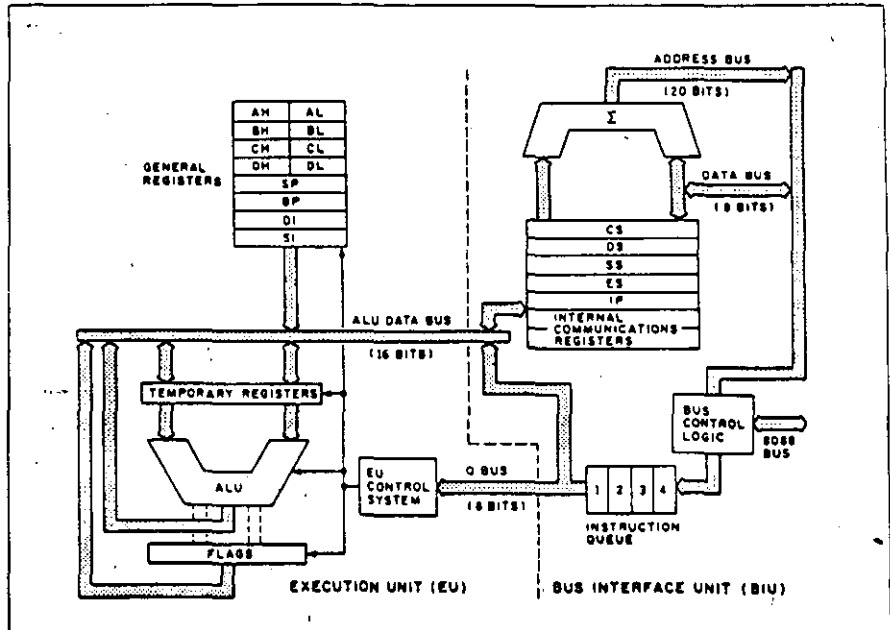 ADDRESS BUS
(20 BITS)
Σ
AH AL
BH BL
CH CL
DH DL
SP
BP
DI
SI
GENERAL
REGISTERS
DATA BUS
(8 BITS)
CS
DS
SS
ES
IP
INTERNAL
COMMUNICATIONS
REGISTERS
ALU DATA BUS
(16 BITS)
TEMPORARY REGISTERS
ALU
FLAGS
EU
CONTROL
SYSTEM
Q BUS
(8 BITS)
1 2 3 4
INSTRUCTION
QUEUE
BUS
CONTROL
LOGIC
8088
BUS
EXECUTION UNIT (EU)
BUS INTERFACE UNIT (BIU)